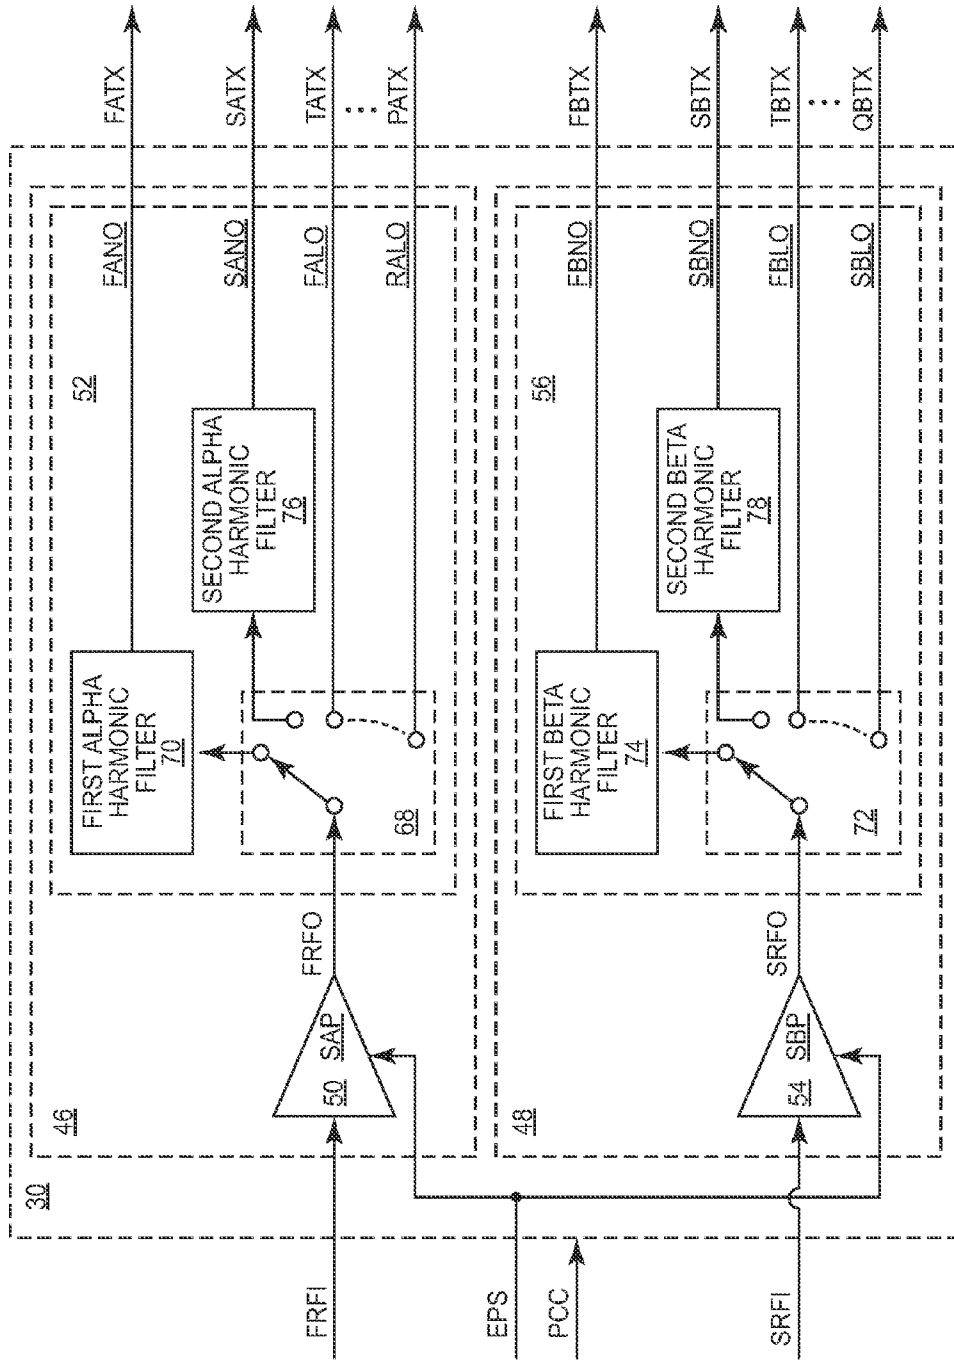 FATX
SATX
TATX
PATX
FBTX
SBTX
TBTX
QBTX
FANO
SANO
FALO
RALO
FBNO
SBNO
FBLO
SBLO
52
56
FIRST ALPHA
HARMONIC
FILTER
70
SECOND ALPHA
HARMONIC
FILTER
76
FIRST BETA
HARMONIC
FILTER
74
SECOND BETA
HARMONIC
FILTER
78
68
72
FRFO
SRFO
SAP
50
SBP
54
46
48
30
FRFI
EPS
PCC
SRFI